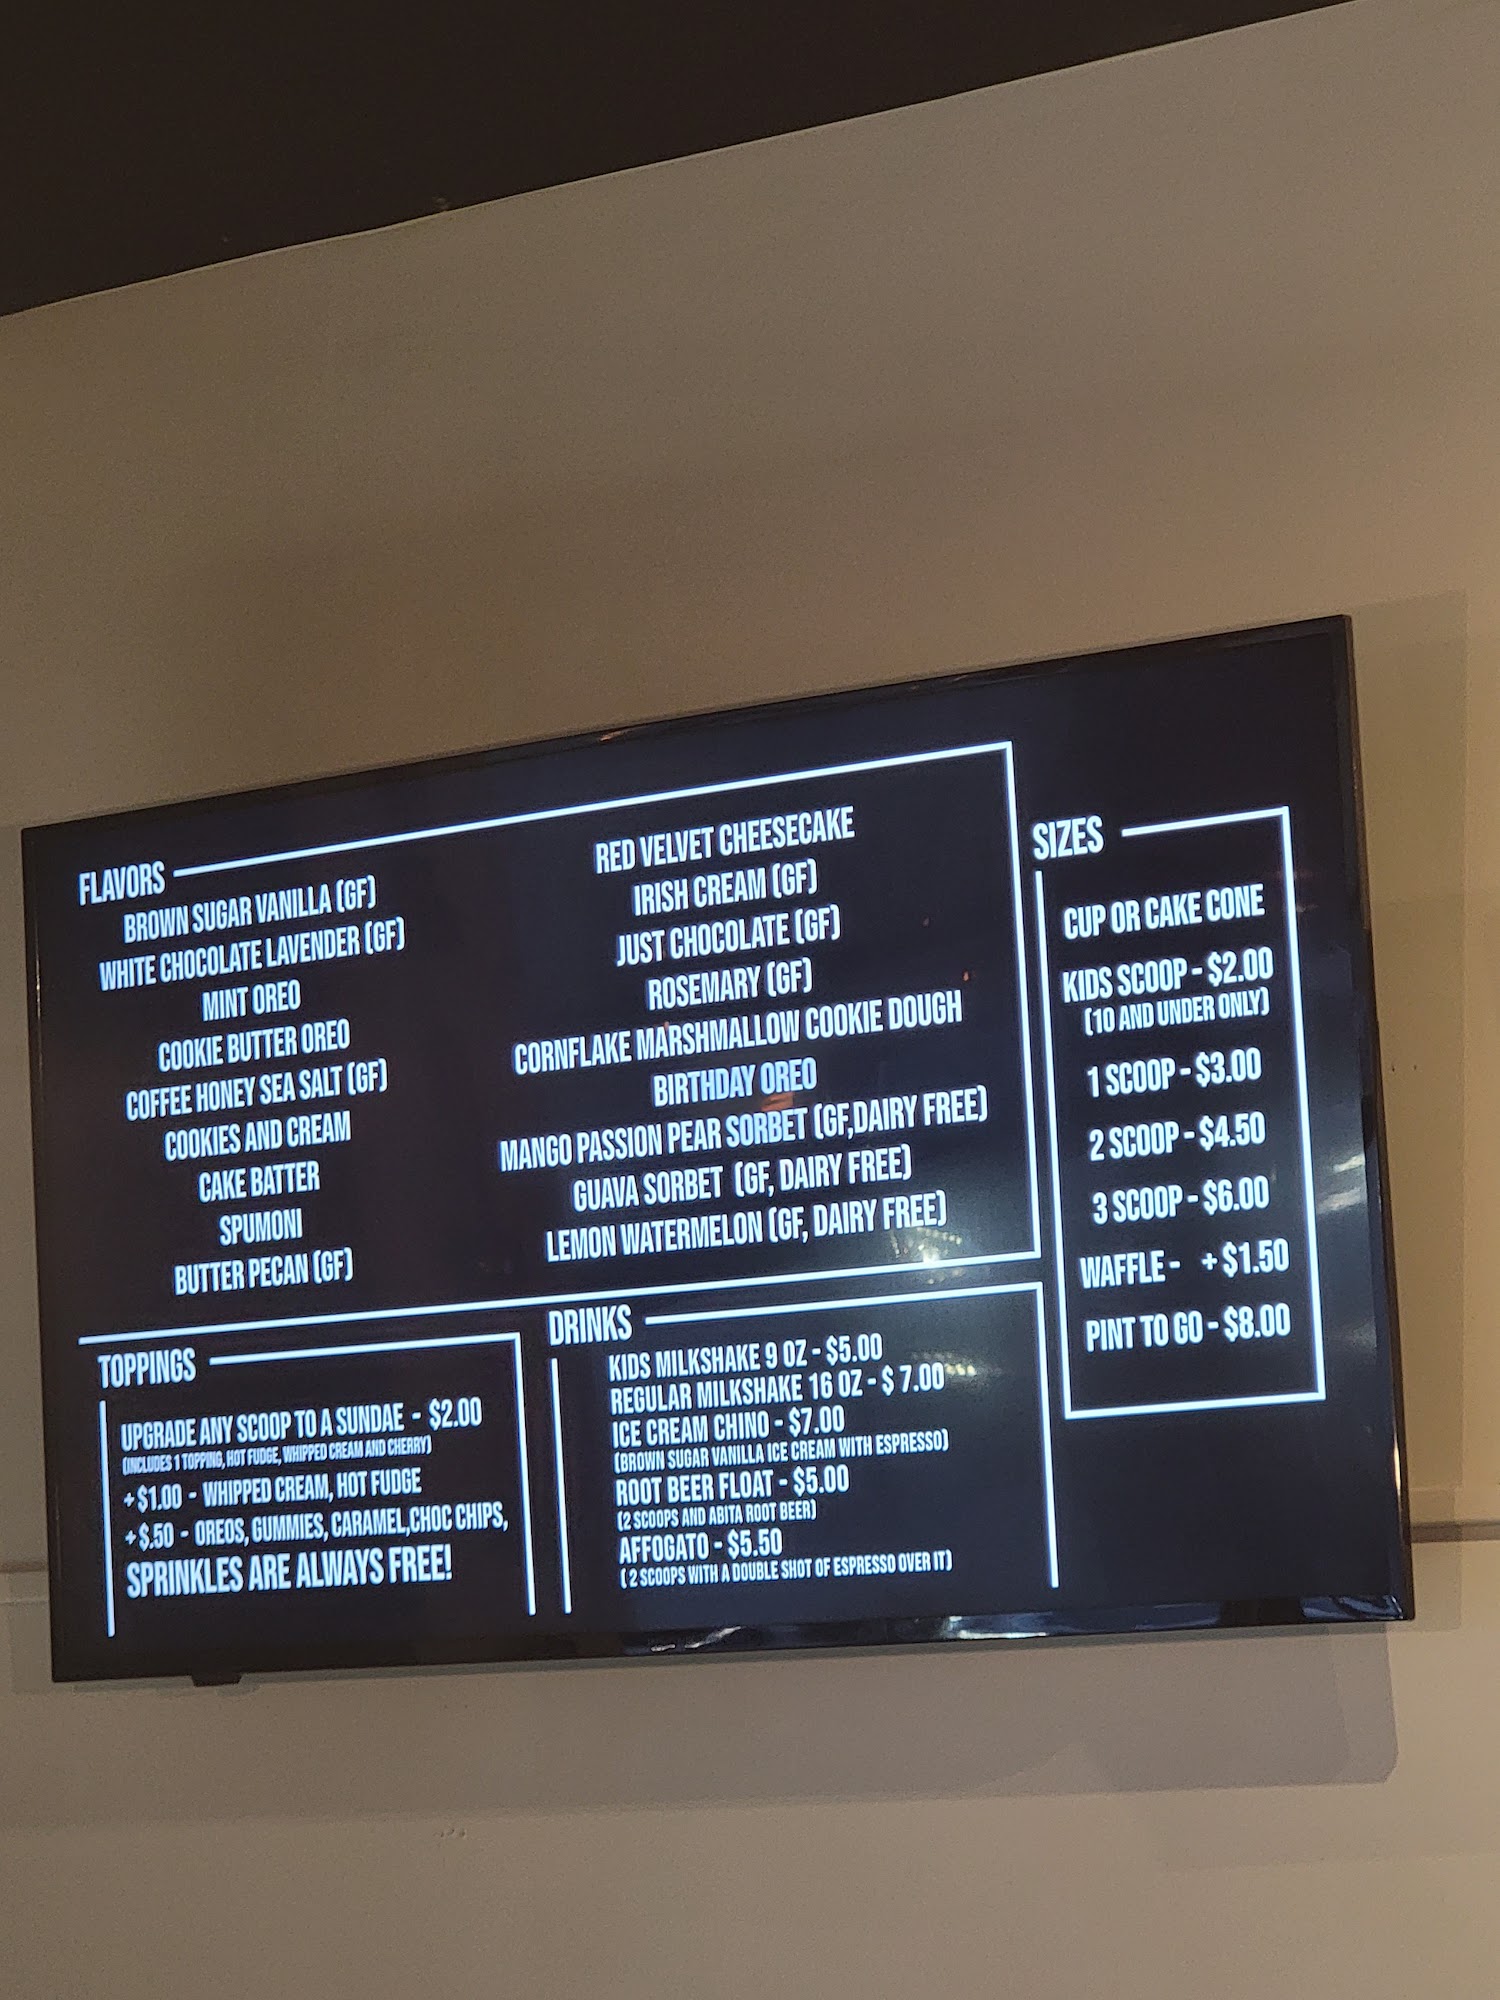 FLAVORS
BROWN SUGAR VANILLA (GF)
WHITE CHOCOLATE LAVENDER (GF)
MINT OREO
COOKIE BUTTER OREO
COFFEE HONEY SEA SALT (GF)
COOKIES AND CREAM
CAKE BATTER
SPUMONI
BUTTER PECAN (GF)
RED VELVET CHEESECAKE
IRISH CREAM (GF)
JUST CHOCOLATE (GF)
ROSEMARY (GF)
CORNFLAKE MARSHMALLOW COOKIE DOUGH
BIRTHDAY OREO
MANGO PASSION PEAR SORBET (GF,DAIRY FREE)
GUAVA SORBET (GF, DAIRY FREE)
LEMON WATERMELON (GF, DAIRY FREE)
SIZES
CUP OR CAKE CONE
KIDS SCOOP - $2.00
(10 AND UNDER ONLY)
1 SCOOP - $3.00
2 SCOOP - $4.50
3 SCOOP - $6.00
WAFFLE - + $1.50
PINT TO GO - $8.00
TOPPINGS
UPGRADE ANY SCOOP TO A SUNDAE - $2.00
(INCLUDES 1 TOPPING, HOT FUDGE, WHIPPED CREAM AND CHERRY)
+ $1.00 - WHIPPED CREAM, HOT FUDGE
+ $.50 - OREOS, GUMMIES, CARAMEL,CHOC CHIPS,
SPRINKLES ARE ALWAYS FREE!
DRINKS
KIDS MILKSHAKE 9 OZ - $5.00
REGULAR MILKSHAKE 16 OZ - $ 7.00
ICE CREAM CHINO - $7.00
(BROWN SUGAR VANILLA ICE CREAM WITH ESPRESSO)
ROOT BEER FLOAT - $5.00
(2 SCOOPS AND ABITA ROOT BEER)
AFFOGATO - $5.50
( 2 SCOOPS WITH A DOUBLE SHOT OF ESPRESSO OVER IT)